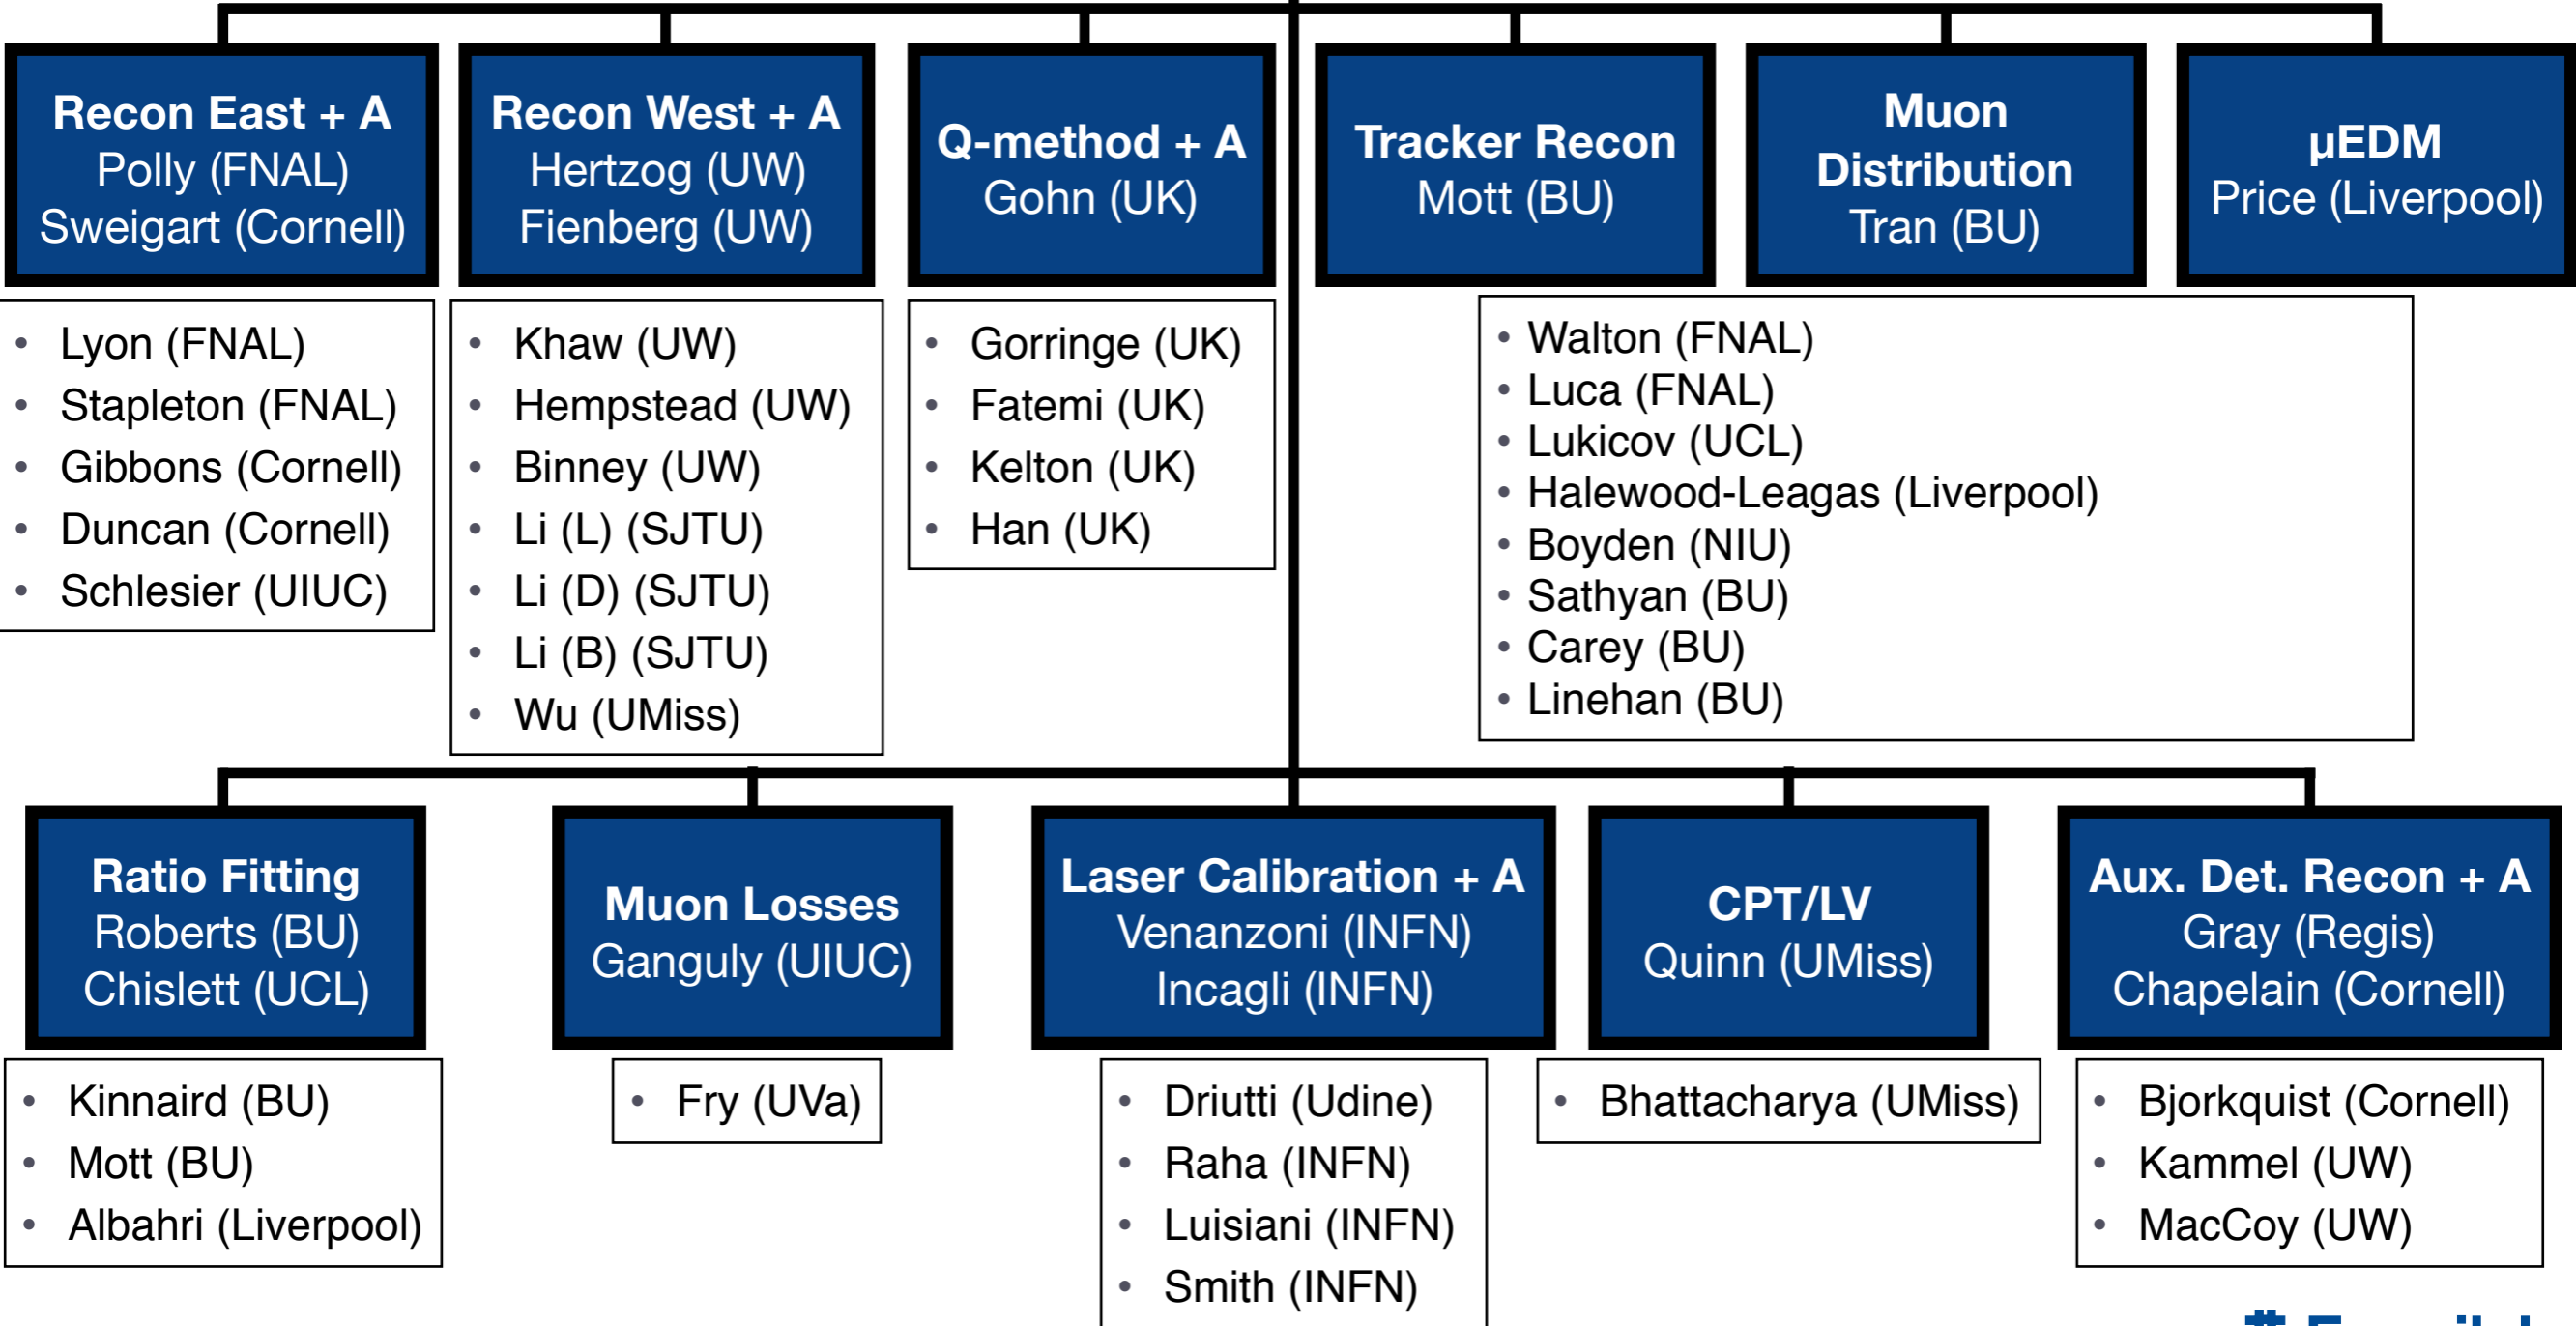 Recon East + A
Polly (FNAL)
Sweigart (Cornell)
Recon West + A
Hertzog (UW)
Fienberg (UW)
Q-method + A
Gohn (UK)
Tracker Recon
Mott (BU)
Muon
Distribution
Tran (BU)
µEDM
Price (Liverpool)
• Lyon (FNAL)
• Stapleton (FNAL)
• Gibbons (Cornell)
• Duncan (Cornell)
• Schlesier (UIUC)
• Khaw (UW)
• Hempstead (UW)
• Binney (UW)
• Li (L) (SJTU)
• Li (D) (SJTU)
• Li (B) (SJTU)
• Wu (UMiss)
• Gorringe (UK)
• Fatemi (UK)
• Kelton (UK)
• Han (UK)
• Walton (FNAL)
• Luca (FNAL)
• Lukicov (UCL)
• Halewood-Leagas (Liverpool)
• Boyden (NIU)
• Sathyan (BU)
• Carey (BU)
• Linehan (BU)
Ratio Fitting
Roberts (BU)
Chislett (UCL)
Muon Losses
Ganguly (UIUC)
Laser Calibration + A
Venanzoni (INFN)
Incagli (INFN)
CPT/LV
Quinn (UMiss)
Aux. Det. Recon + A
Gray (Regis)
Chapelain (Cornell)
• Kinnaird (BU)
• Mott (BU)
• Albahri (Liverpool)
• Fry (UVa)
• Driutti (Udine)
• Raha (INFN)
• Luisiani (INFN)
• Smith (INFN)
• Bhattacharya (UMiss)
• Bjorkquist (Cornell)
• Kammel (UW)
• MacCoy (UW)